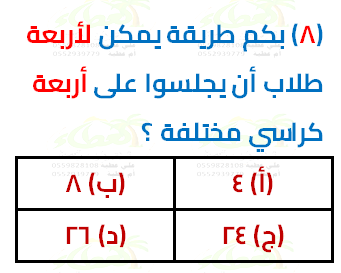 (٨) بكم طريقة يمكن لأربعة
طلاب أن يجلسوا على أربعة
كراسي مختلفة ؟
(أ) ٤
(ب) ٨
(ج) ٢٤
(د) ٢٦